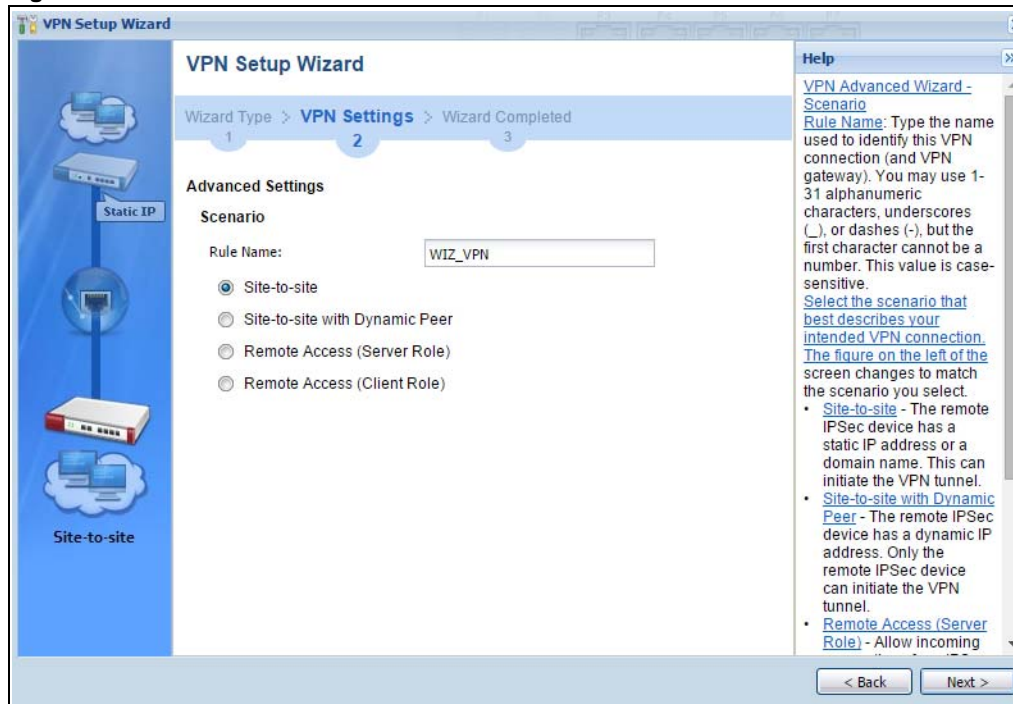 VPN Setup Wizard
VPN Setup Wizard
Wizard Type > VPN Settings > Wizard Completed
1 2 3
Static IP
Site-to-site
Advanced Settings
Scenario
Rule Name: WIZ_VPN
Site-to-site
Site-to-site with Dynamic Peer
Remote Access (Server Role)
Remote Access (Client Role)
Help
VPN Advanced Wizard -
Scenario
Rule Name: Type the name
used to identify this VPN
connection (and VPN
gateway). You may use 1-
31 alphanumeric
characters, underscores
(_), or dashes (-), but the
first character cannot be a
number. This value is case-
sensitive.
Select the scenario that
best describes your
intended VPN connection.
The figure on the left of the
screen changes to match
the scenario you select.
• Site-to-site - The remote
IPSec device has a
static IP address or a
domain name. This can
initiate the VPN tunnel.
• Site-to-site with Dynamic
Peer - The remote IPSec
device has a dynamic IP
address. Only the
remote IPSec device
can initiate the VPN
tunnel.
• Remote Access (Server
Role) - Allow incoming
< Back Next >